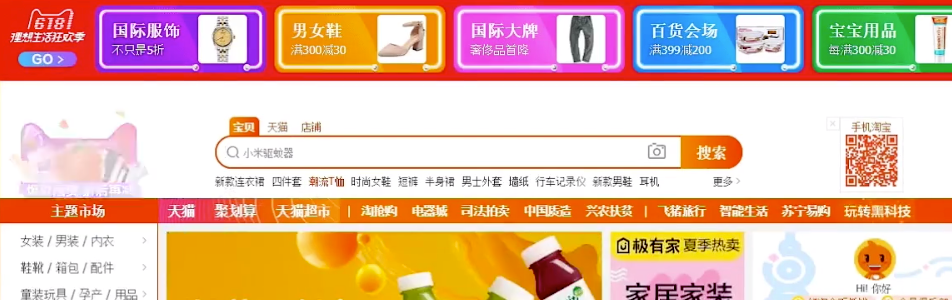 618
理想生活狂欢季
GO >
国际服饰
不只是5折
男女鞋
满300减30
国际大牌
奢修品首降
百货会场
满399减200
宝宝用品
每满300减30
宝贝 天猫 店铺
小米驱蚊器
搜索
手机淘宝
新款连衣裙 四件套 潮流T恤 时尚女鞋 短裤 半身裙 男士外套 墙纸 行车记录仪 新款男鞋 耳机 更多 >
主题市场 天猫 聚划算 天猫超市 | 淘抢购 电器城 司法拍卖 中国质造 兴农扶贫 | 飞猪旅行 智能生活 苏宁易购 玩转黑科技
女装 / 男装 / 内衣 >
鞋靴 / 箱包 / 配件 >
童装玩具 / 孕产 / 用品
极有家 夏季热卖
家居家装
Hi! 你好